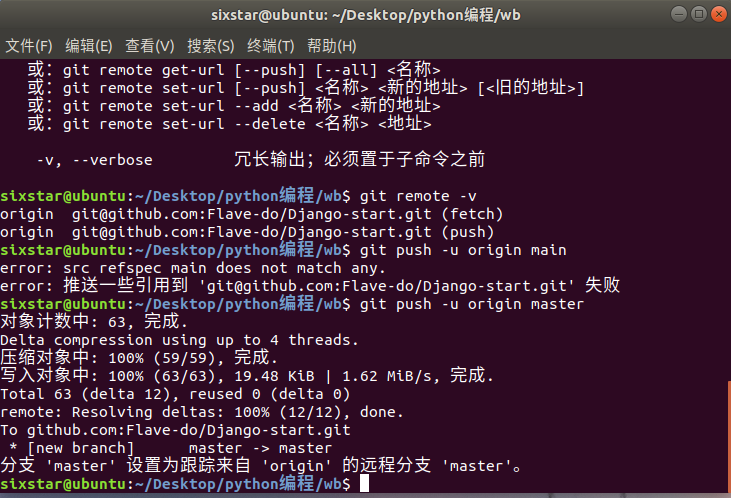 sixstar@ubuntu: ~/Desktop/python编程/wb
文件(F) 编辑(E) 查看(V) 搜索(S) 终端(T) 帮助(H)
或：git remote get-url [--push] [--all] <名称>
或：git remote set-url [--push] <名称> <新的地址> [<旧的地址>]
或：git remote set-url --add <名称> <新的地址>
或：git remote set-url --delete <名称> <地址>
-v, --verbose 冗长输出；必须置于子命令之前
sixstar@ubuntu:~/Desktop/python编程/wb$ git remote -v
origin git@github.com:Flave-do/Django-start.git (fetch)
origin git@github.com:Flave-do/Django-start.git (push)
sixstar@ubuntu:~/Desktop/python编程/wb$ git push -u origin main
error: src refspec main does not match any.
error: 推送一些引用到 'git@github.com:Flave-do/Django-start.git' 失败
sixstar@ubuntu:~/Desktop/python编程/wb$ git push -u origin master
对象计数中: 63, 完成.
Delta compression using up to 4 threads.
压缩对象中: 100% (59/59), 完成.
写入对象中: 100% (63/63), 19.48 KiB | 1.62 MiB/s, 完成.
Total 63 (delta 12), reused 0 (delta 0)
remote: Resolving deltas: 100% (12/12), done.
To github.com:Flave-do/Django-start.git
* [new branch] master -> master
分支 'master' 设置为跟踪来自 'origin' 的远程分支 'master'。
sixstar@ubuntu:~/Desktop/python编程/wb$